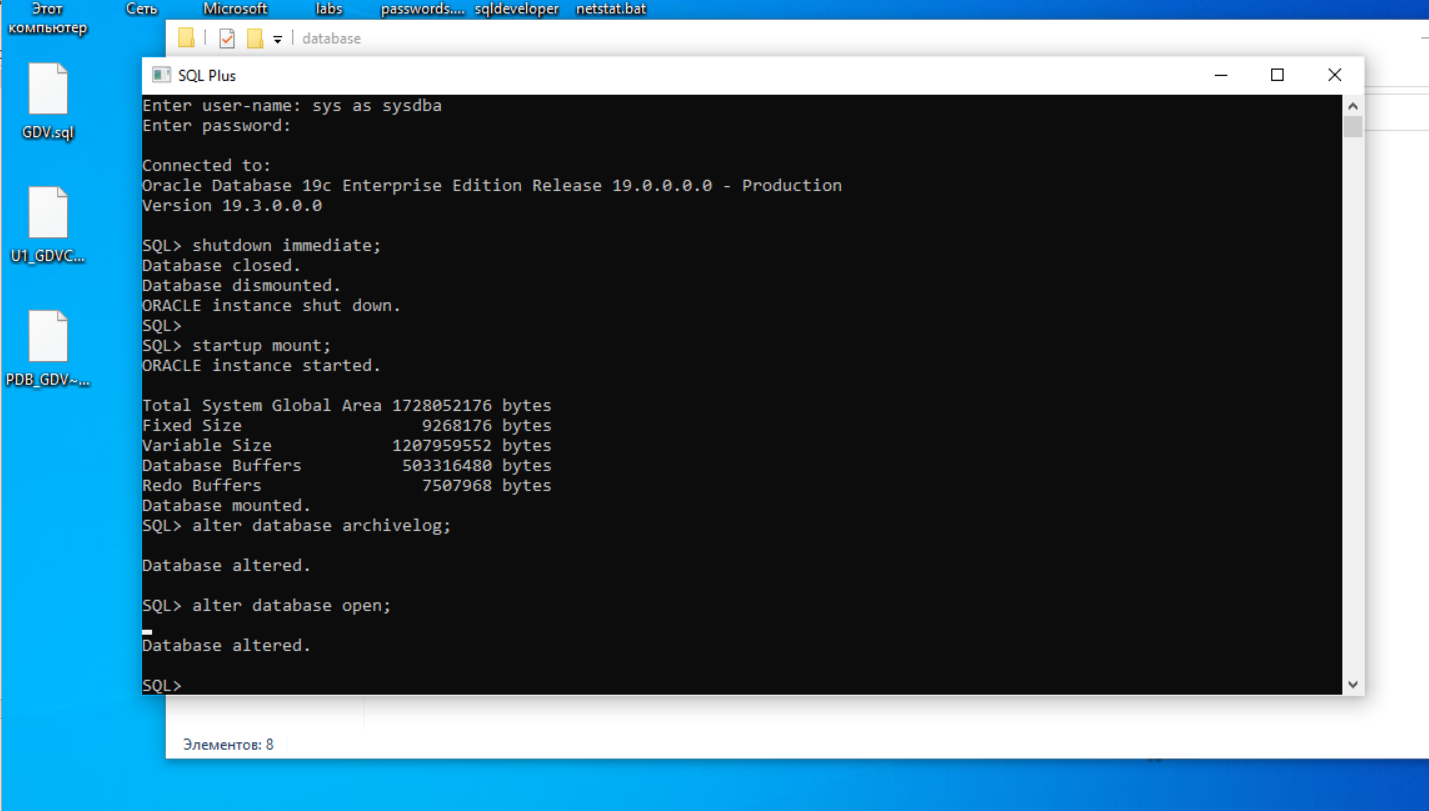 Этот компьютер
Сеть
Microsoft
labs
passwords....
sqldeveloper
netstat.bat
database
GDV.sql
U1_GDVC...
PDB_GDV~...
SQL Plus
Enter user-name: sys as sysdba
Enter password:
Connected to:
Oracle Database 19c Enterprise Edition Release 19.0.0.0.0 - Production
Version 19.3.0.0.0
SQL> shutdown immediate;
Database closed.
Database dismounted.
ORACLE instance shut down.
SQL>
SQL> startup mount;
ORACLE instance started.
Total System Global Area 1728052176 bytes
Fixed Size 9268176 bytes
Variable Size 1207959552 bytes
Database Buffers 503316480 bytes
Redo Buffers 7507968 bytes
Database mounted.
SQL> alter database archivelog;
Database altered.
SQL> alter database open;
Database altered.
SQL>
Элементов: 8